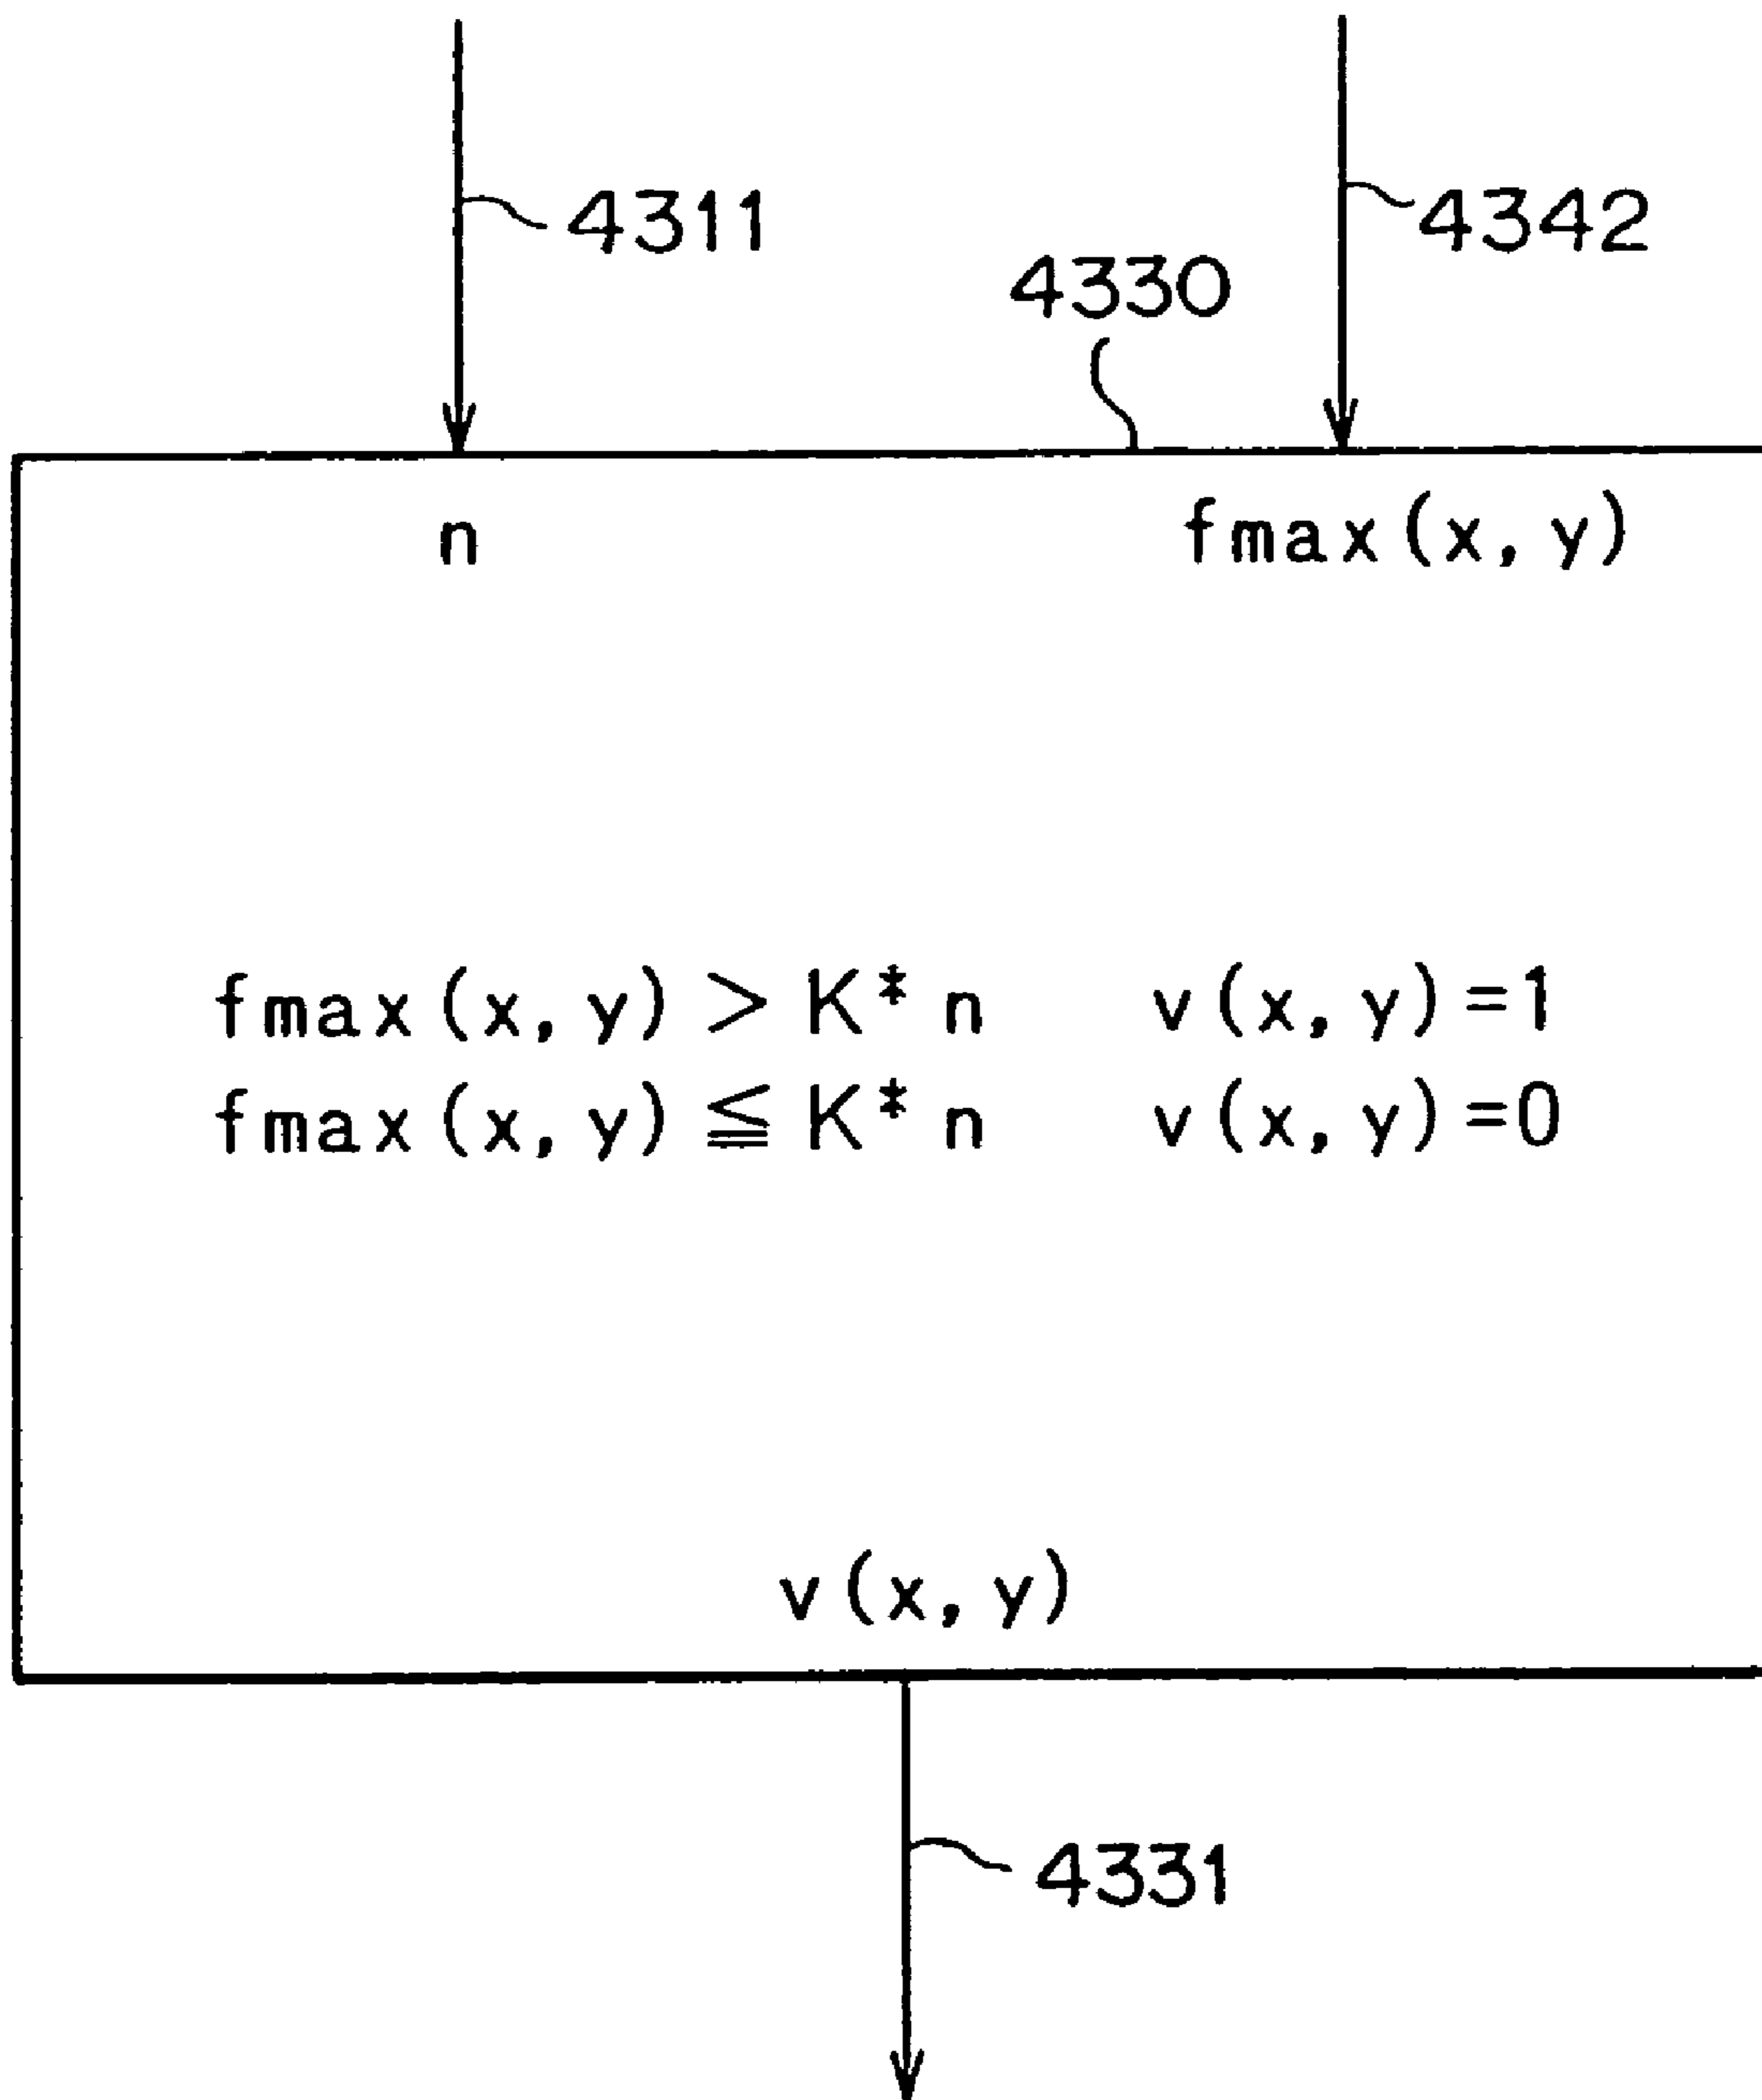 4311
4342
4330
n fmax(x, y)
fmax(x, y) > K* n v(x, y)=1
fmax(x, y) ≦ K* n v(x, y)=0
v(x, y)
4331